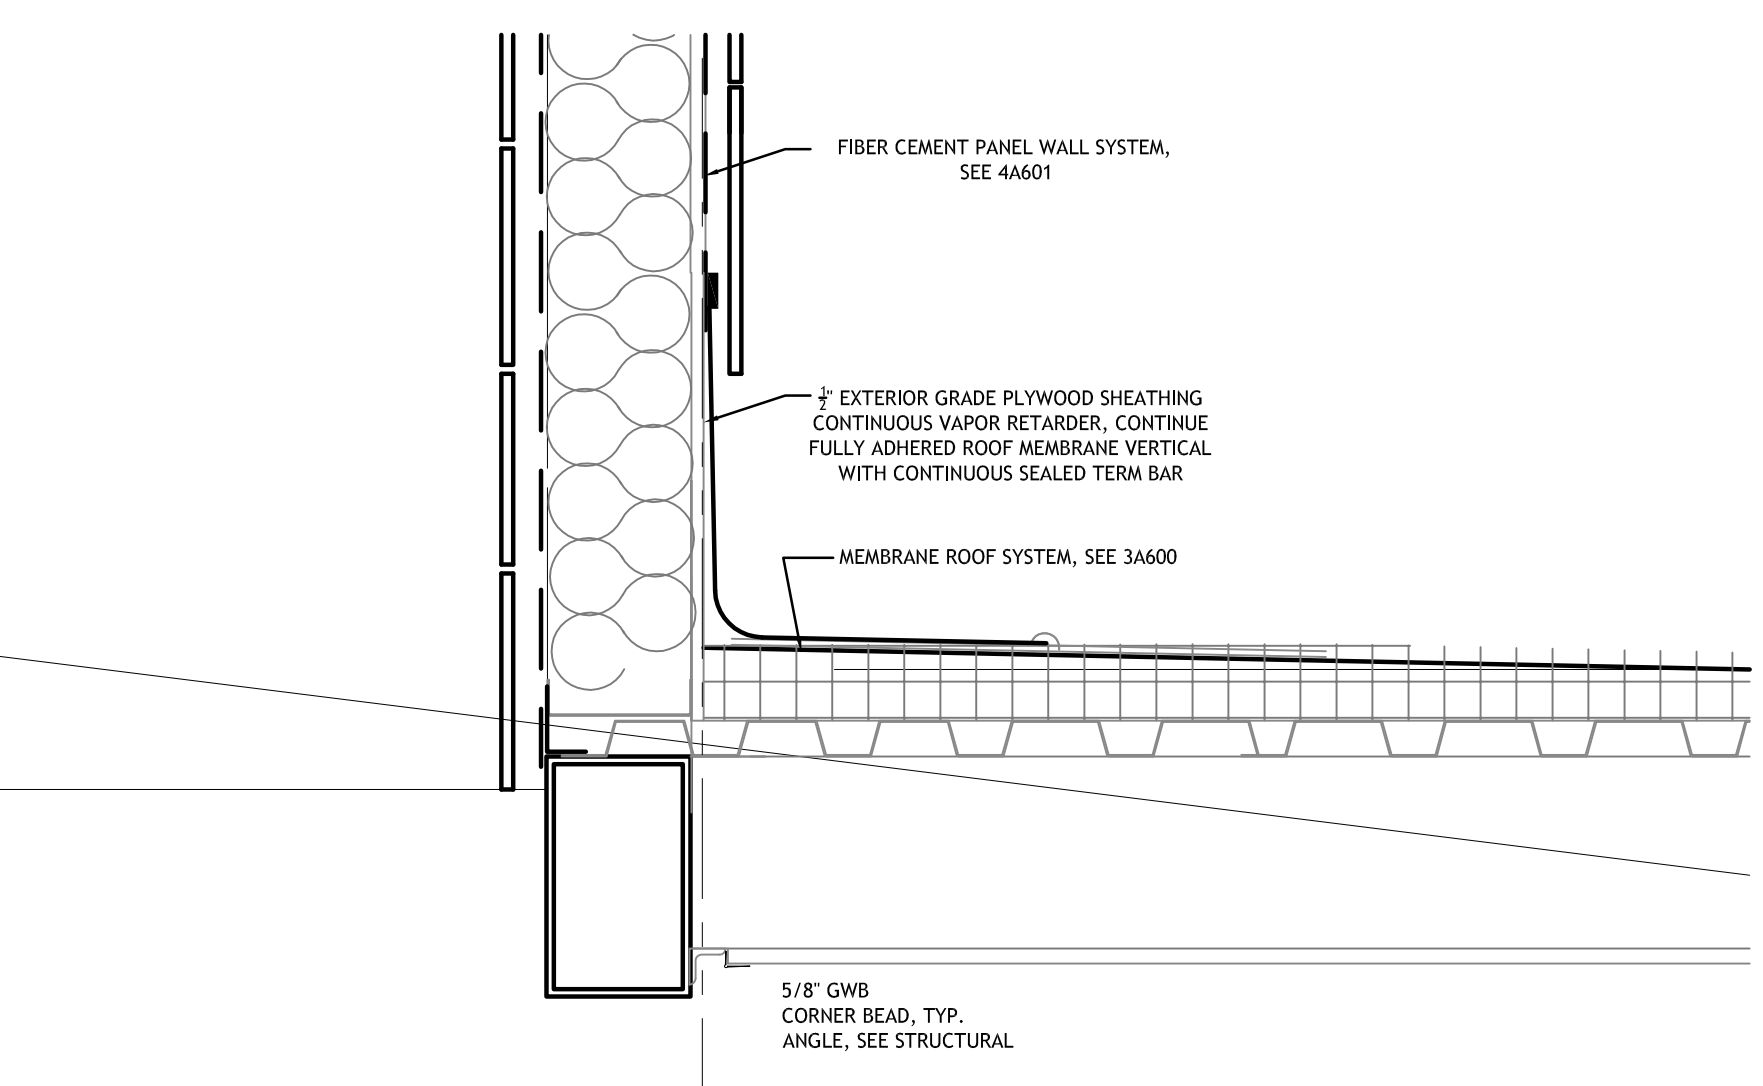 FIBER CEMENT PANEL WALL SYSTEM,
SEE 4A601
1/2" EXTERIOR GRADE PLYWOOD SHEATHING
CONTINUOUS VAPOR RETARDER, CONTINUE
FULLY ADHERED ROOF MEMBRANE VERTICAL
WITH CONTINUOUS SEALED TERM BAR
MEMBRANE ROOF SYSTEM, SEE 3A600
5/8" GWB
CORNER BEAD, TYP.
ANGLE, SEE STRUCTURAL